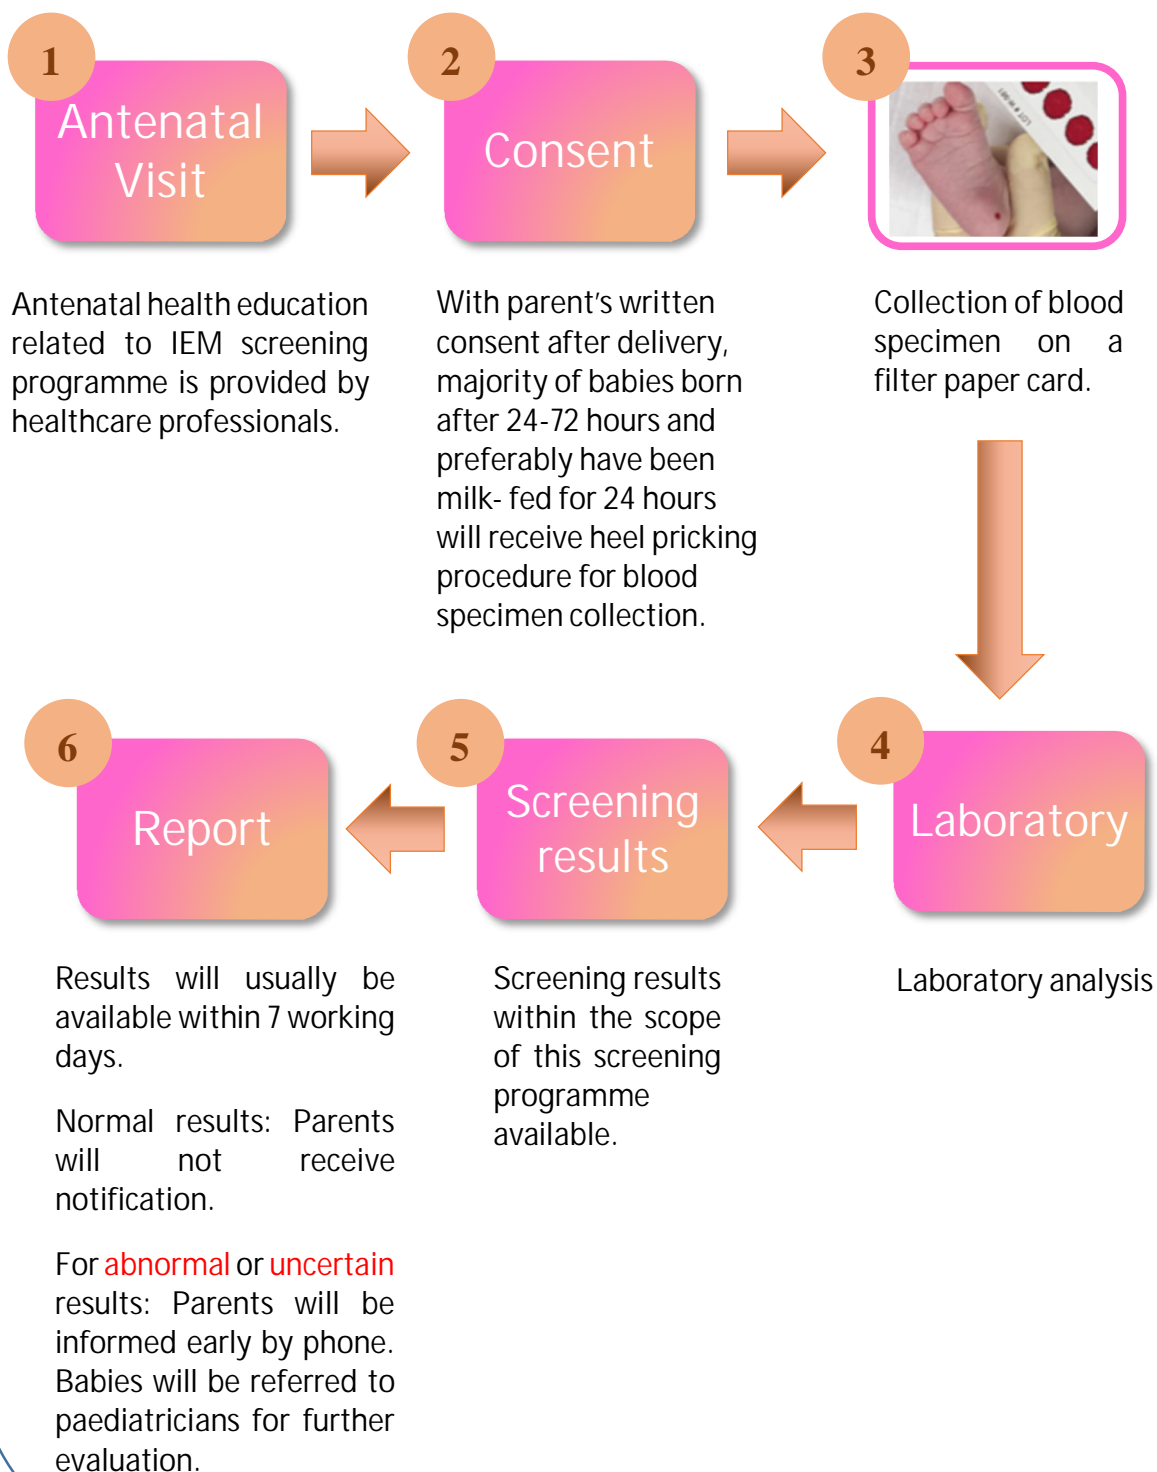 1
Antenatal
Visit
2
Consent
3
Antenatal health education
related to IEM screening
programme is provided by
healthcare professionals.
With parent's written
consent after delivery,
majority of babies born
after 24-72 hours and
preferably have been
milk- fed for 24 hours
will receive heel pricking
procedure for blood
specimen collection.
Collection of blood
specimen on a
filter paper card.
6
Report
5
Screening
results
4
Laboratory
Results will usually be
available within 7 working
days.
Normal results: Parents
will not receive
notification.
For abnormal or uncertain
results: Parents will be
informed early by phone.
Babies will be referred to
paediatricians for further
evaluation.
Screening results
within the scope
of this screening
programme
available.
Laboratory analysis